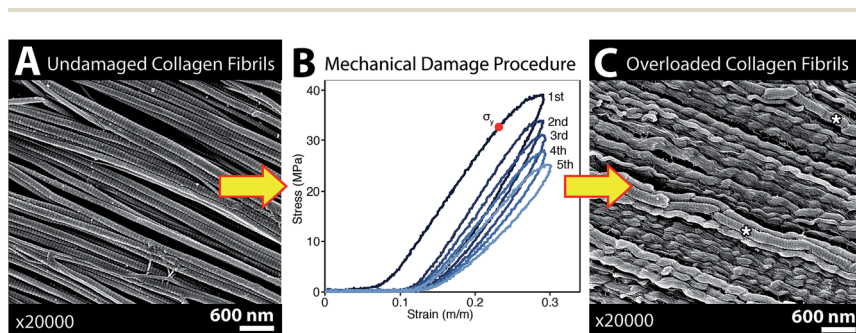 A Undamaged Collagen Fibrils
x20000
600 nm
B Mechanical Damage Procedure
Stress (MPa)
40
30
20
10
0
σy
1st
2nd
3rd
4th
5th
0 0.1 0.2 0.3
Strain (m/m)
C Overloaded Collagen Fibrils
*
*
x20000
600 nm